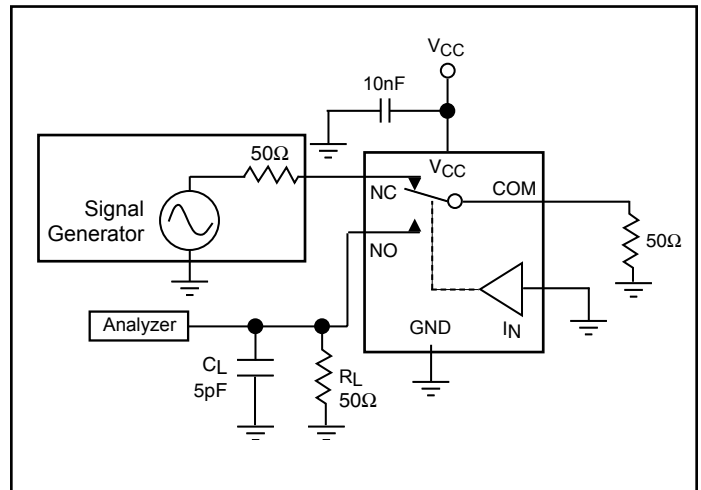 VCC
10nF
50Ω
VCC
NC
COM
Signal
Generator
NO
50Ω
Analyzer
GND
IN
CL
5pF
RL
50Ω